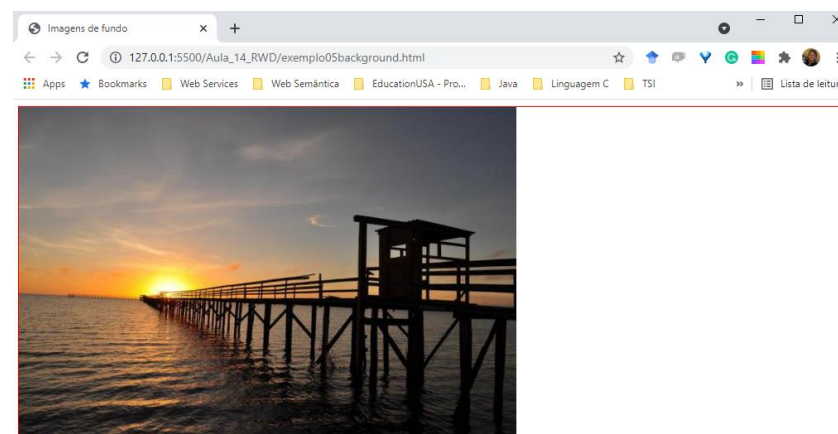 Imagens de fundo
127.0.0.1:5500/Aula_14_RWD/exemplo05background.html
Apps Bookmarks Web Services Web Semântica EducationUSA - Pro... Java Linguagem C TSI » Lista de leitur